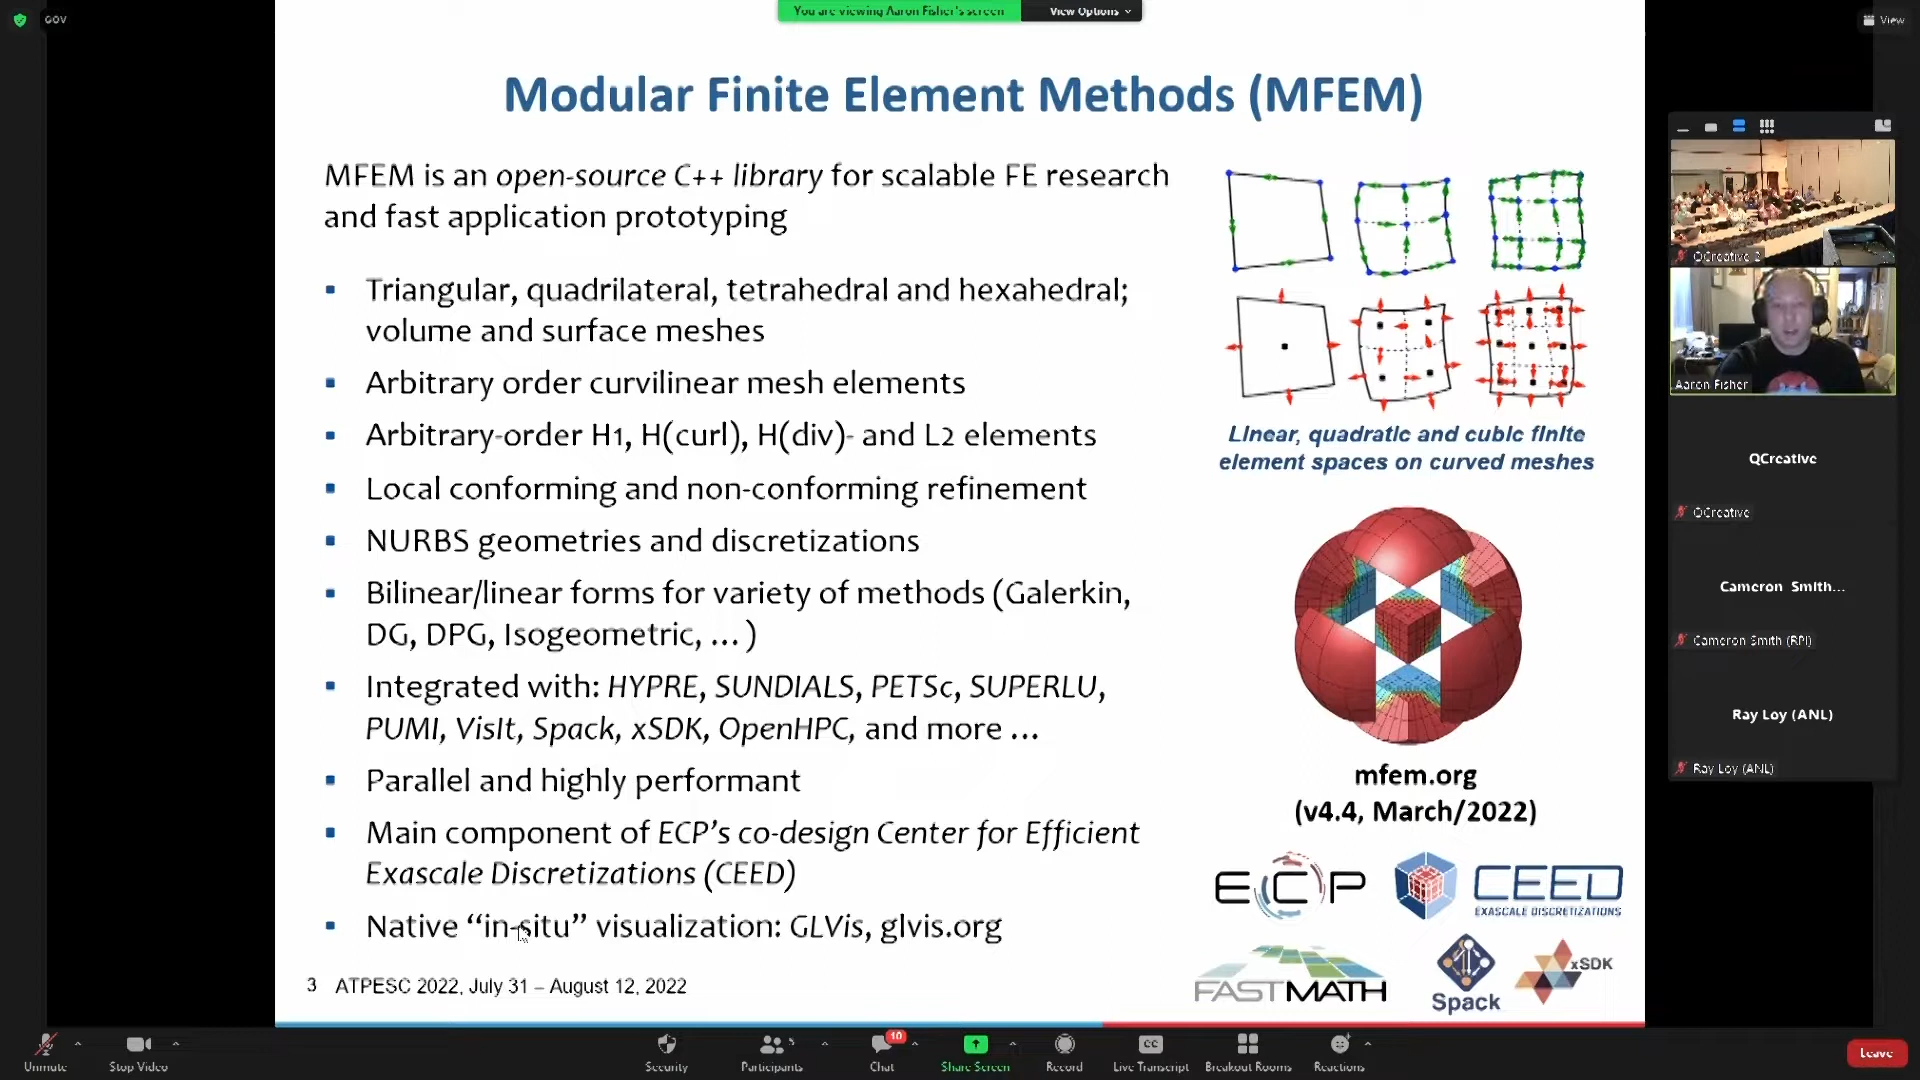 GOV
You are viewing Aaron Fisher's screen
View Options
View
Modular Finite Element Methods (MFEM)
MFEM is an open-source C++ library for scalable FE research
and fast application prototyping
Triangular, quadrilateral, tetrahedral and hexahedral;
volume and surface meshes
Arbitrary order curvilinear mesh elements
Arbitrary-order H1, H(curl), H(div)- and L2 elements
Local conforming and non-conforming refinement
NURBS geometries and discretizations
Bilinear/linear forms for variety of methods (Galerkin,
DG, DPG, Isogeometric, … )
Integrated with: HYPRE, SUNDIALS, PETSc, SUPERLU,
PUMI, VisIt, Spack, xSDK, OpenHPC, and more …
Parallel and highly performant
Main component of ECP’s co-design Center for Efficient
Exascale Discretizations (CEED)
Native “in-situ” visualization: GLVis, glvis.org
3 ATPESC 2022, July 31 – August 12, 2022
Linear, quadratic and cubic finite
element spaces on curved meshes
mfem.org
(v4.4, March/2022)
ECP
CEED
EXASCALE DISCRETIZATIONS
FASTMATH
Spack
xSDK
QCreative 2
Aaron Fisher
QCreative
QCreative
Cameron Smith...
Cameron Smith (RPI)
Ray Loy (ANL)
Ray Loy (ANL)
Unmute
Stop Video
Security
Participants
10
Chat
Share Screen
Record
CC
Live Transcript
Breakout Rooms
Reactions
Leave